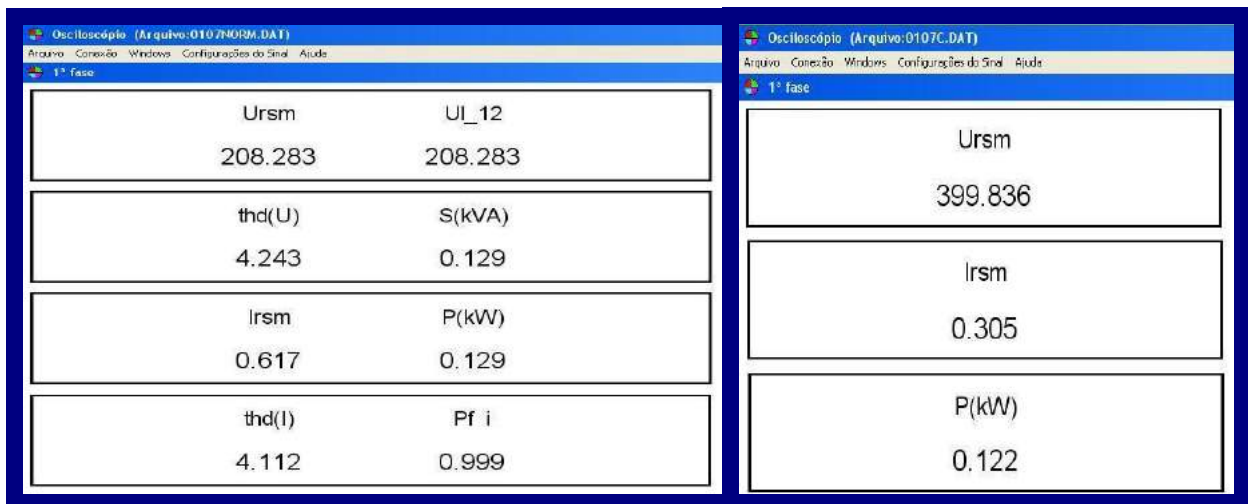 Osciloscópio (Arquivo:0107NORM.DAT)
Arquivo Conexão Windows Configurações do Sinal Ajuda
1ª fase
Ursm UI_12
208.283 208.283
thd(U) S(kVA)
4.243 0.129
Irsm P(kW)
0.617 0.129
thd(I) Pf i
4.112 0.999
Osciloscópio (Arquivo:0107C.DAT)
Arquivo Conexão Windows Configurações do Sinal Ajuda
1ª fase
Ursm
399.836
Irsm
0.305
P(kW)
0.122